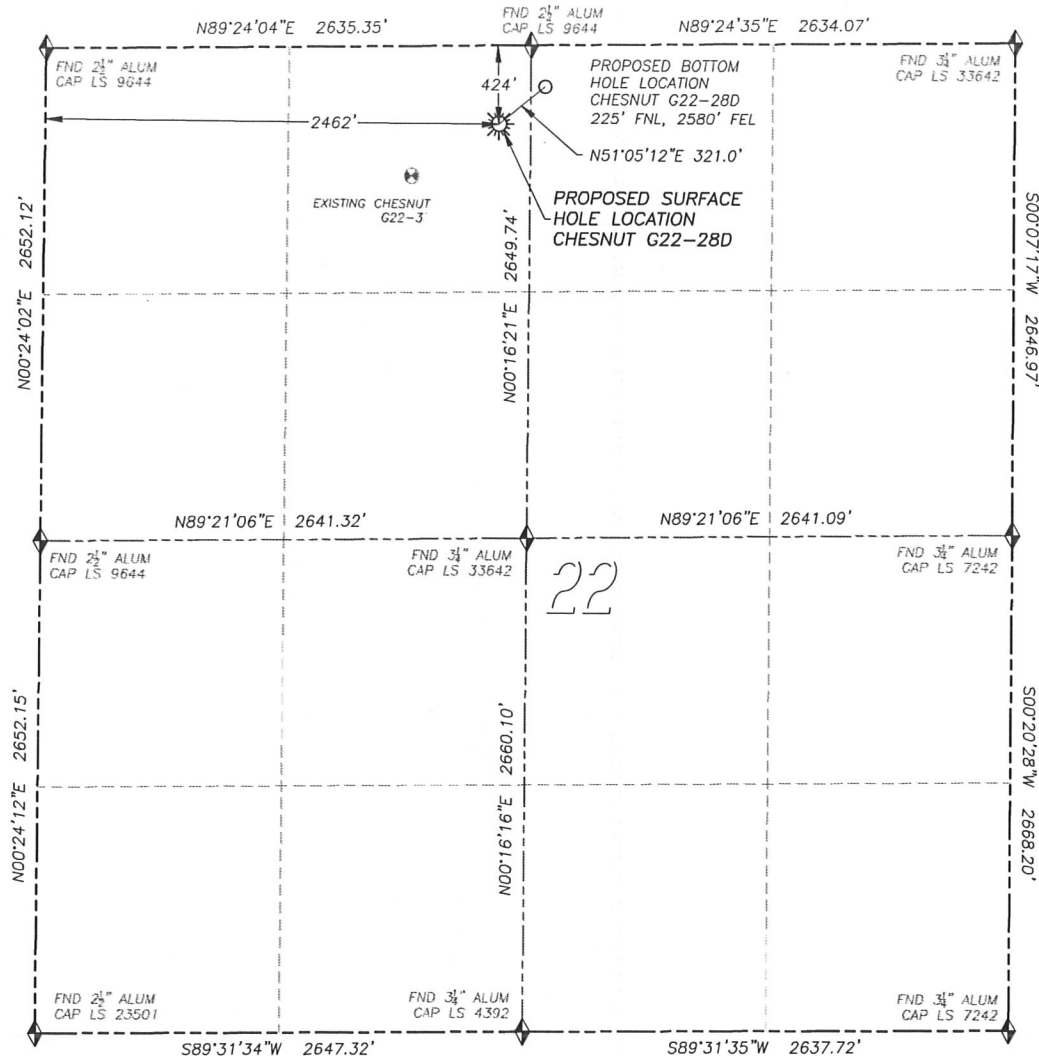 N89°24'04"E 2635.35'
FND 2½" ALUM
CAP LS 9644
N89°24'35"E 2634.07'
FND 2½" ALUM
CAP LS 9644
FND 3¼" ALUM
CAP LS 33642
424'
PROPOSED BOTTOM
HOLE LOCATION
CHESNUT G22-28D
225' FNL, 2580' FEL
2462'
N51°05'12"E 321.0'
EXISTING CHESNUT
G22-3
PROPOSED SURFACE
HOLE LOCATION
CHESNUT G22-28D
N00°24'02"E 2652.12'
N00°16'21"E 2649.74'
S00°07'17"W 2646.97'
N89°21'06"E 2641.32'
N89°21'06"E 2641.09'
FND 2½" ALUM
CAP LS 9644
FND 3¼" ALUM
CAP LS 33642
FND 3¼" ALUM
CAP LS 7242
22
N00°24'12"E 2652.15'
N00°16'16"E 2660.10'
S00°20'28"W 2668.20'
FND 2½" ALUM
CAP LS 23501
FND 3¼" ALUM
CAP LS 4392
FND 3¼" ALUM
CAP LS 7242
S89°31'34"W 2647.32'
S89°31'35"W 2637.72'